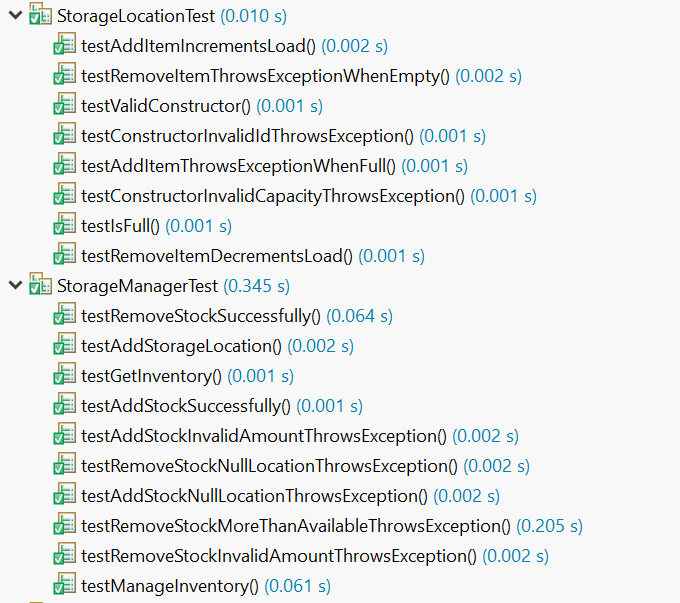 StorageLocationTest (0.010 s)
testAddItemIncrementsLoad() (0.002 s)
testRemoveItemThrowsExceptionWhenEmpty() (0.002 s)
testValidConstructor() (0.001 s)
testConstructorInvalidIdThrowsException() (0.001 s)
testAddItemThrowsExceptionWhenFull() (0.001 s)
testConstructorInvalidCapacityThrowsException() (0.001 s)
testIsFull() (0.001 s)
testRemoveItemDecrementsLoad() (0.001 s)
StorageManagerTest (0.345 s)
testRemoveStockSuccessfully() (0.064 s)
testAddStorageLocation() (0.002 s)
testGetInventory() (0.001 s)
testAddStockSuccessfully() (0.001 s)
testAddStockInvalidAmountThrowsException() (0.002 s)
testRemoveStockNullLocationThrowsException() (0.002 s)
testAddStockNullLocationThrowsException() (0.002 s)
testRemoveStockMoreThanAvailableThrowsException() (0.205 s)
testRemoveStockInvalidAmountThrowsException() (0.002 s)
testManageInventory() (0.061 s)